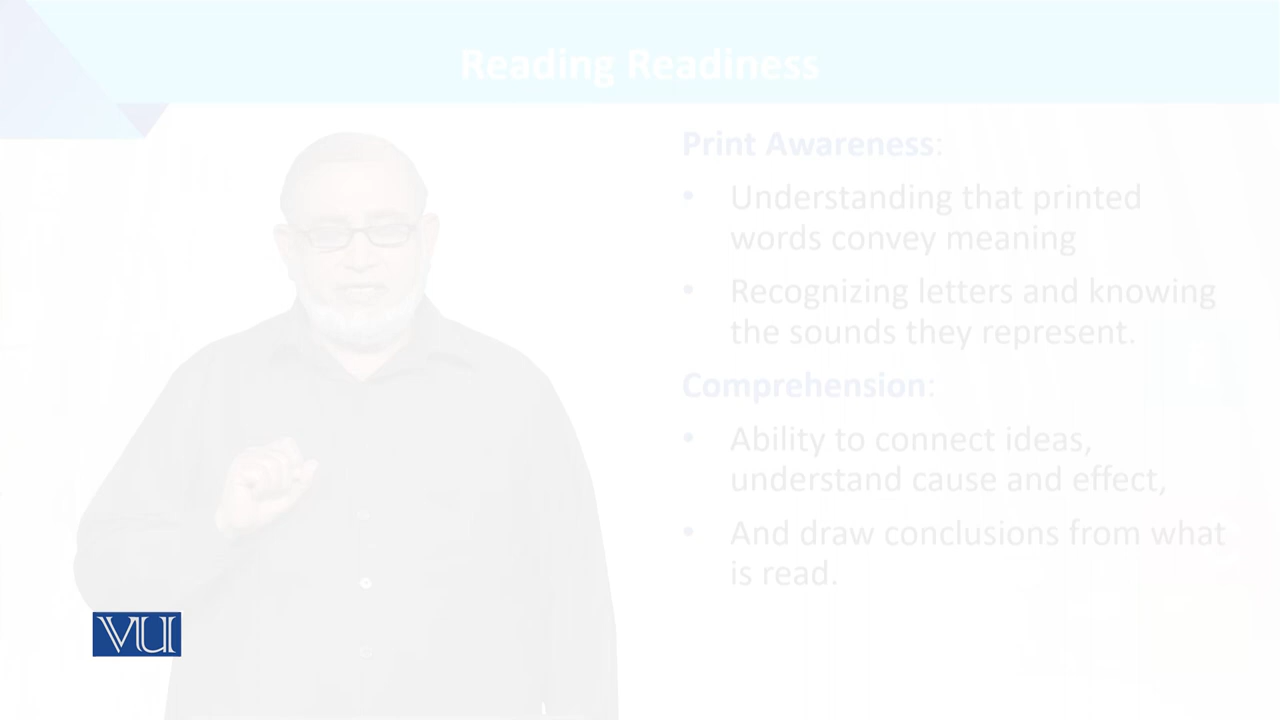 Reading Readiness
Print Awareness:
• Understanding that printed
words convey meaning
• Recognizing letters and knowing
the sounds they represent.
Comprehension:
• Ability to connect ideas,
understand cause and effect,
• And draw conclusions from what
is read.
VU